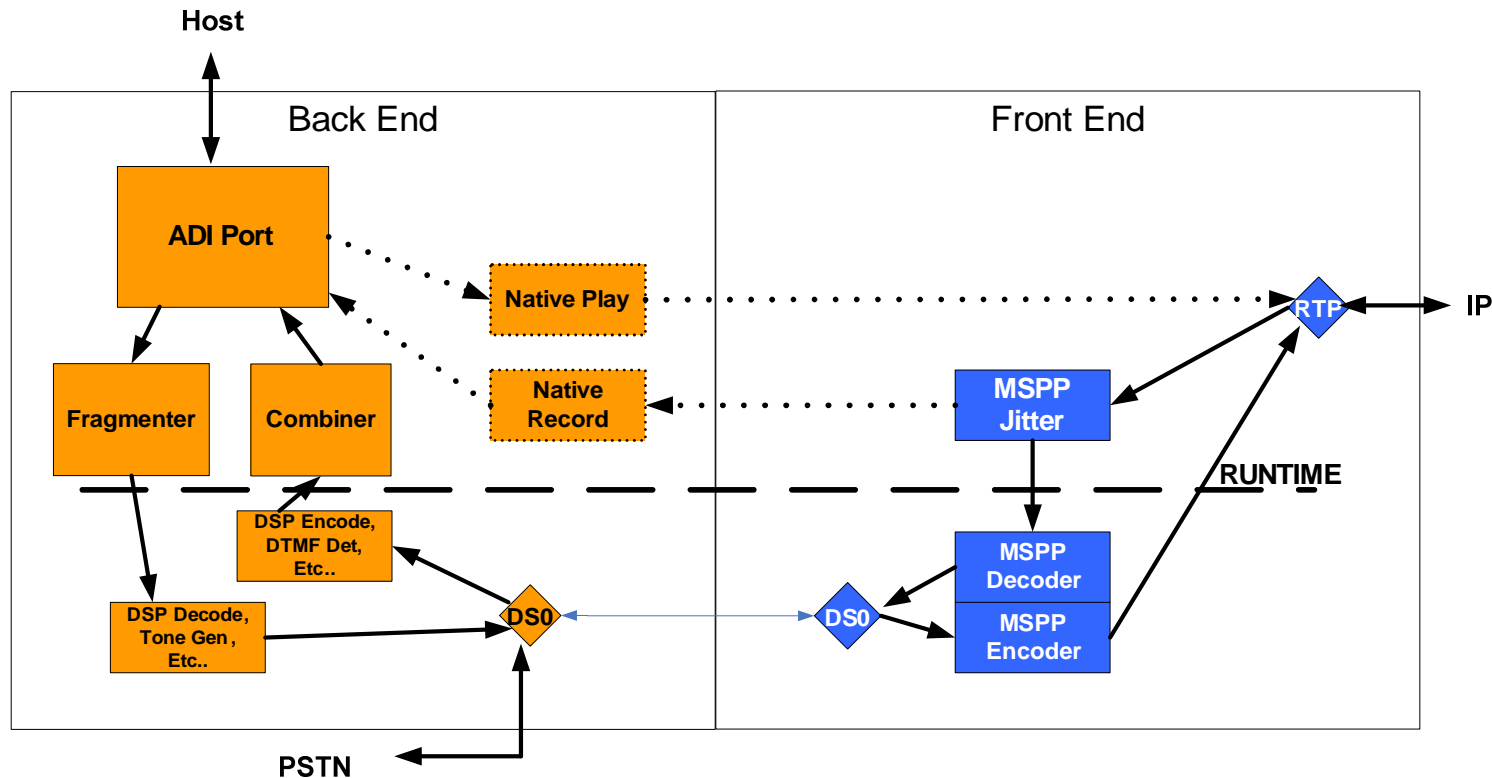 Host
Back End
Front End
ADI Port
Native Play
RTP
IP
Fragmenter
Combiner
Native
Record
MSPP
Jitter
RUNTIME
DSP Encode,
DTMF Det,
Etc..
MSPP
Decoder
DSP Decode,
Tone Gen ,
Etc..
DS0
DS0
MSPP
Encoder
PSTN